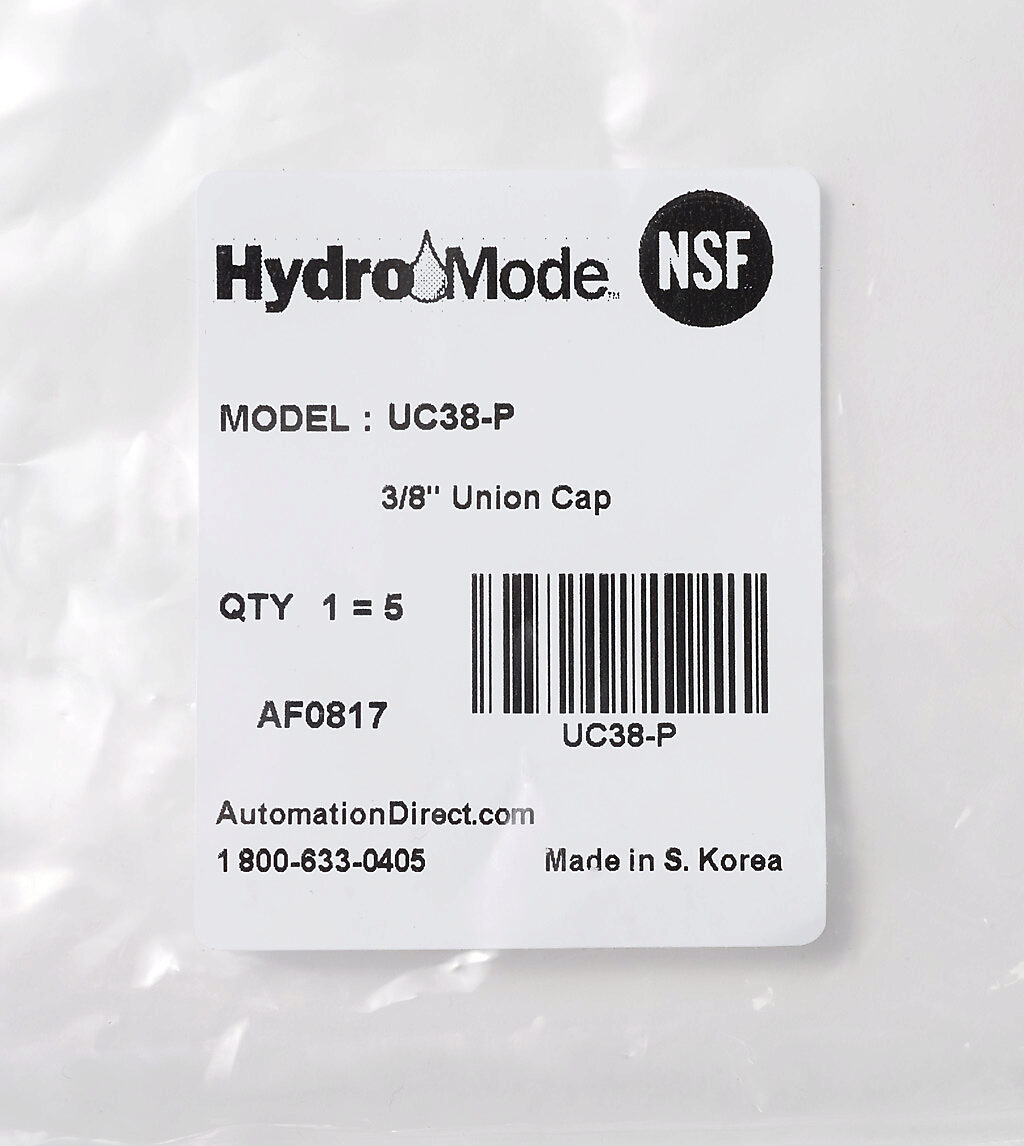 HydroMode™ NSF
MODEL : UC38-P
3/8" Union Cap
QTY 1 = 5
AF0817
UC38-P
AutomationDirect.com
1 800-633-0405 Made in S. Korea